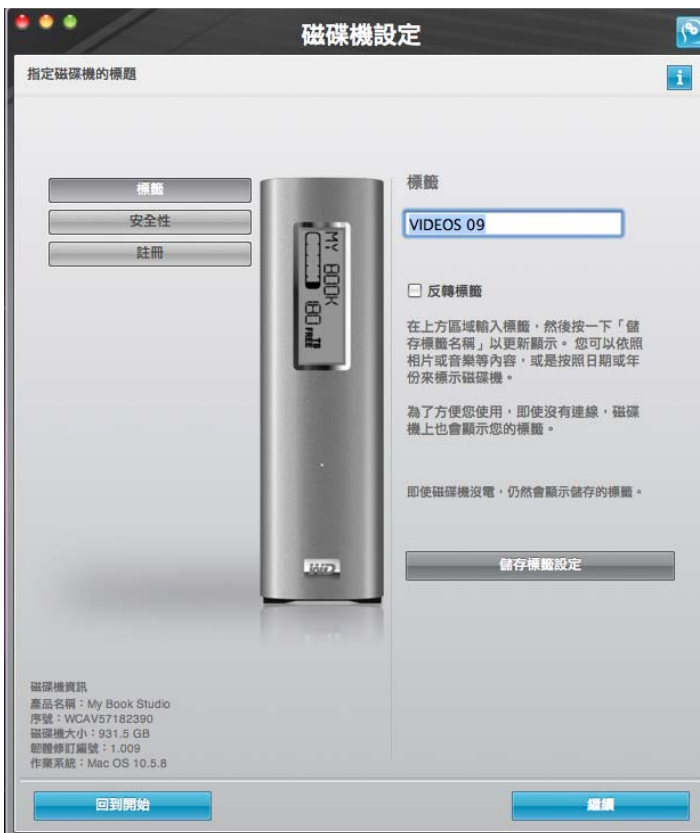 磁碟機設定
指定磁碟機的標題
i
標籤
安全性
註冊
MY BOOK
180 TB FREE
WD
標籤
VIDEOS 09
反轉標籤
在上方區域輸入標籤，然後按一下「儲
存標籤名稱」以更新顯示。您可以依照
相片或音樂等內容，或是按照日期或年
份來標示磁碟機。
為了方便您使用，即使沒有連線，磁碟
機上也會顯示您的標籤。
即使磁碟機沒電，仍然會顯示儲存的標籤。
儲存標籤設定
磁碟機資訊
產品名稱：My Book Studio
序號：WCAV57182390
磁碟機大小：931.5 GB
韌體修訂編號：1.009
作業系統：Mac OS 10.5.8
回到開始
繼續